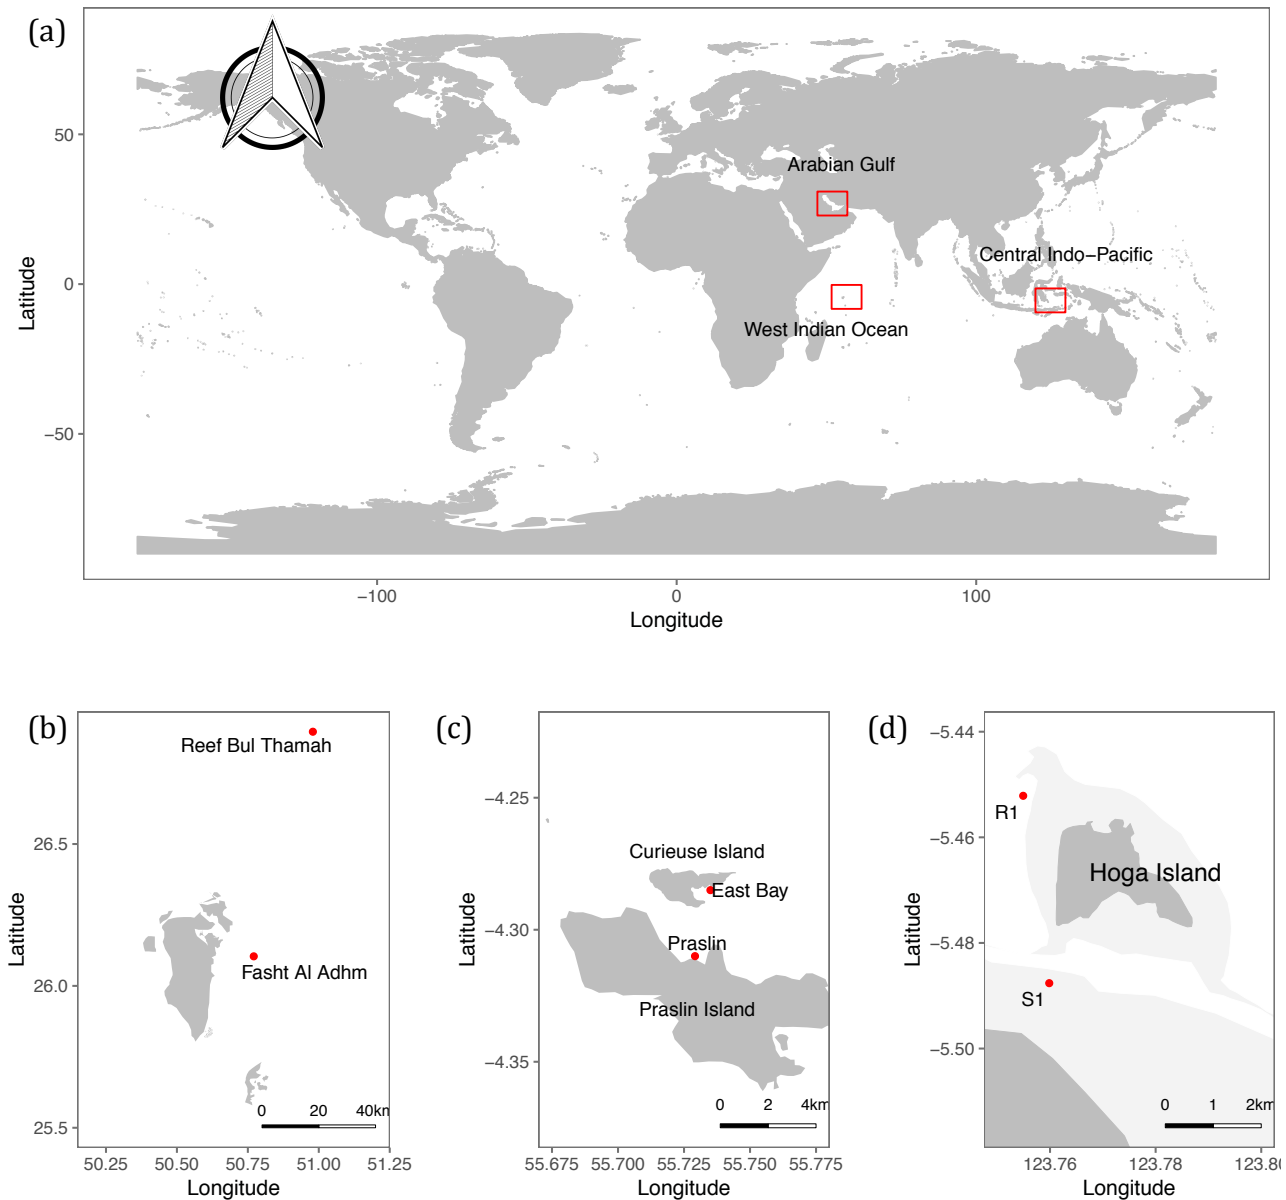 (a)
50
0
−50
Latitude
Arabian Gulf
Central Indo−Pacific
West Indian Ocean
−100
0
100
Longitude
(b)
Reef Bul Thamah
26.5
Fasht Al Adhm
26.0
25.5
Latitude
0 20 40km
50.25 50.50 50.75 51.00 51.25
Longitude
(c)
−4.25
Curieuse Island
East Bay
−4.30
Praslin
Praslin Island
−4.35
Latitude
0 2 4km
55.675 55.700 55.725 55.750 55.775
Longitude
(d)
−5.44
R1
−5.46
Hoga Island
−5.48
S1
−5.50
Latitude
0 1 2km
123.76 123.78 123.80
Longitude